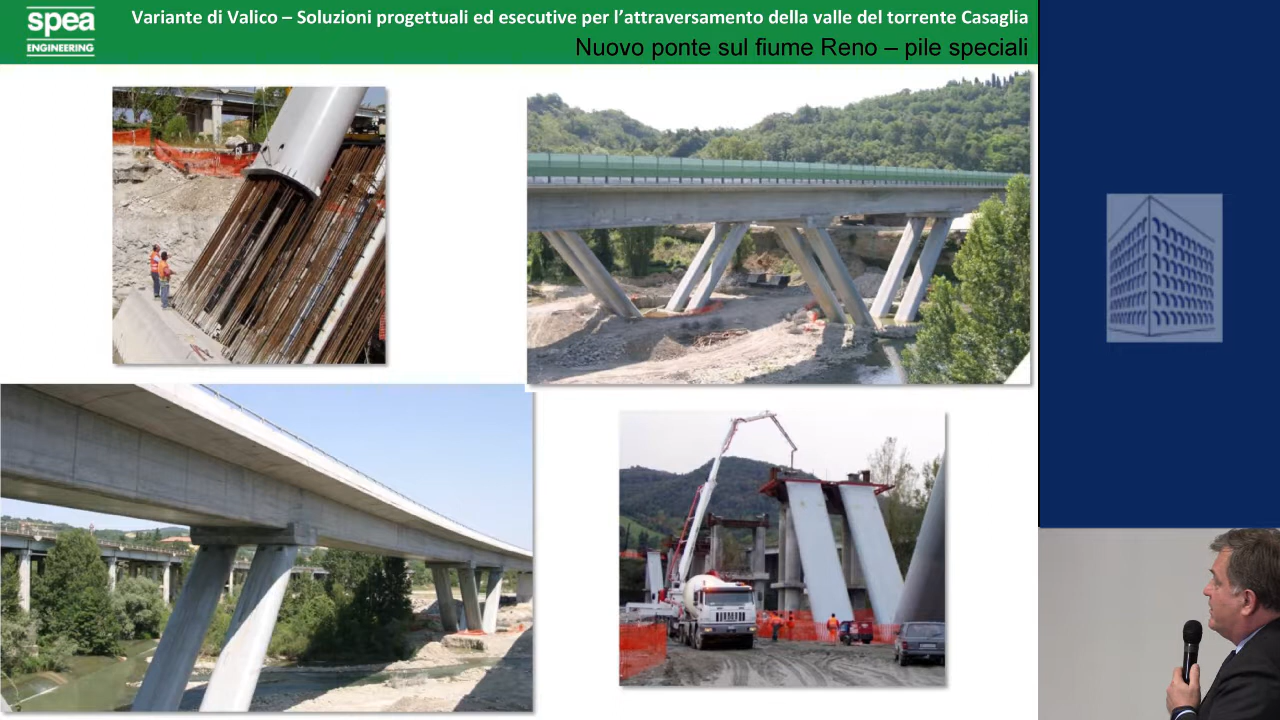 spea
ENGINEERING
Variante di Valico – Soluzioni progettuali ed esecutive per l'attraversamento della valle del torrente Casaglia
Nuovo ponte sul fiume Reno – pile speciali